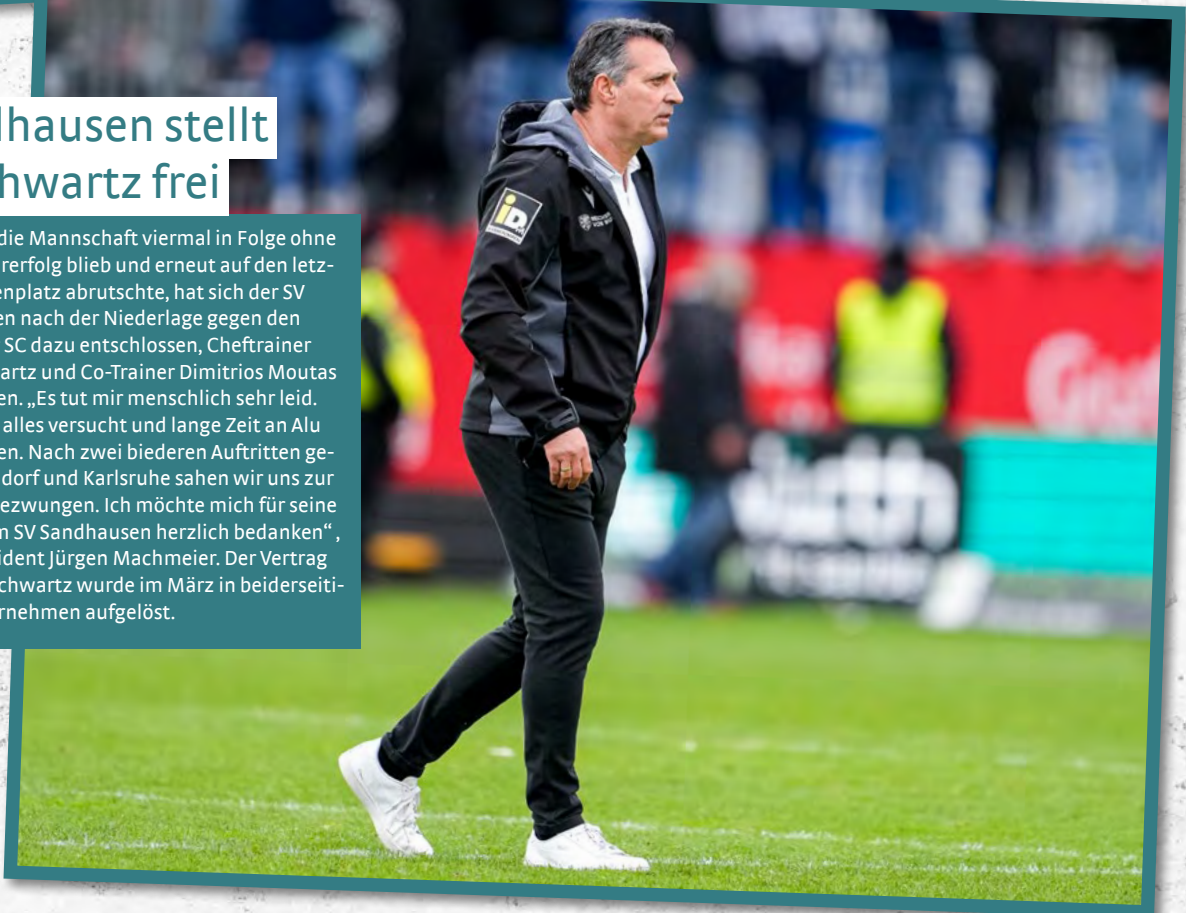 lhausen stellt
hwartz frei
die Mannschaft viermal in Folge ohne
rerfolg blieb und erneut auf den letz-
enplatz abrutschte, hat sich der SV
en nach der Niederlage gegen den
SC dazu entschlossen, Cheftrainer
artz und Co-Trainer Dimitrios Moutas
en. „Es tut mir menschlich sehr leid.
alles versucht und lange Zeit an Alu
en. Nach zwei biederen Auftritten ge-
dorf und Karlsruhe sahen wir uns zur
ezwungen. Ich möchte mich für seine
m SV Sandhausen herzlich bedanken“,
ident Jürgen Machmeier. Der Vertrag
chwartz wurde im März in beiderseiti-
rnehmen aufgelöst.
iD